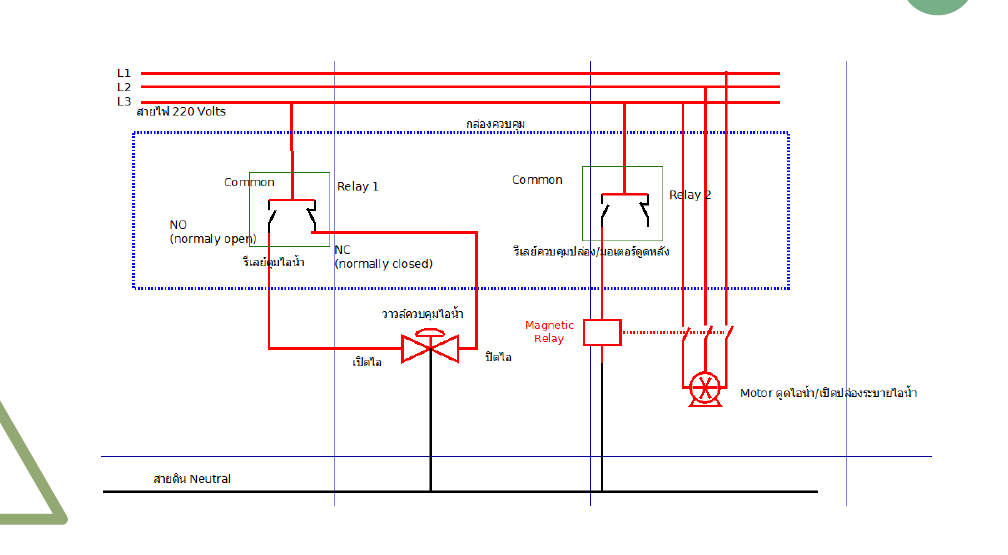 L1
L2
L3
สายไฟ 220 Volts
กล่องควบคุม
Common
Relay 1
Common
Relay 2
NO
(normaly open)
NC
(normally closed)
รีเลย์คุมไอน้ำ
รีเลย์ควบคุมปล่อง/มอเตอร์ดูดหลัง
วาวล์ควบคุมไอน้ำ
Magnetic
Relay
เปิดไอ
ปิดไอ
Motor ดูดไอน้ำ/เปิดปล่องระบายไอน้ำ
สายดิน Neutral